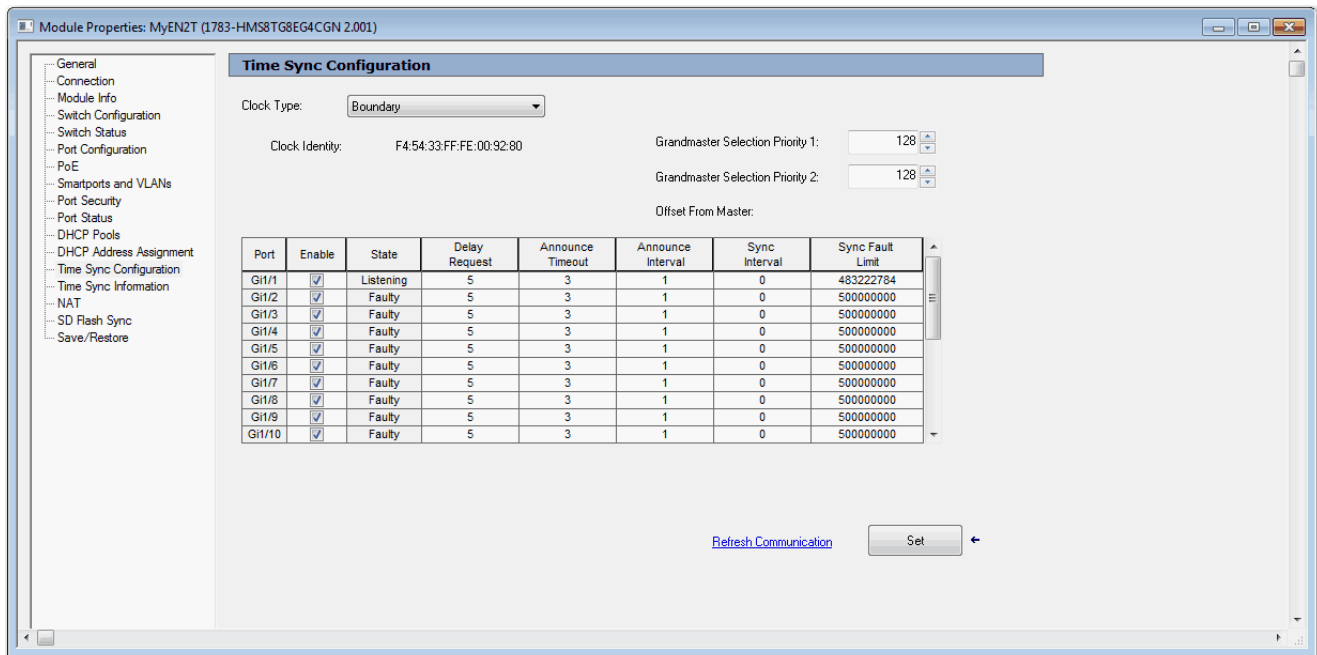 Module Properties: MyEN2T (1783-HMS8TG8EG4CGN 2.001)
General
Connection
Module Info
Switch Configuration
Switch Status
Port Configuration
PoE
Smartports and VLANs
Port Security
Port Status
DHCP Pools
DHCP Address Assignment
Time Sync Configuration
Time Sync Information
NAT
SD Flash Sync
Save/Restore
Time Sync Configuration
Clock Type: Boundary
Clock Identity: F4:54:33:FF:FE:00:92:80
Grandmaster Selection Priority 1: 128
Grandmaster Selection Priority 2: 128
Offset From Master:
Port Enable State Delay Request Announce Timeout Announce Interval Sync Interval Sync Fault Limit
Gi1/1 Listening 5 3 1 0 483222784
Gi1/2 Faulty 5 3 1 0 500000000
Gi1/3 Faulty 5 3 1 0 500000000
Gi1/4 Faulty 5 3 1 0 500000000
Gi1/5 Faulty 5 3 1 0 500000000
Gi1/6 Faulty 5 3 1 0 500000000
Gi1/7 Faulty 5 3 1 0 500000000
Gi1/8 Faulty 5 3 1 0 500000000
Gi1/9 Faulty 5 3 1 0 500000000
Gi1/10 Faulty 5 3 1 0 500000000
Refresh Communication Set